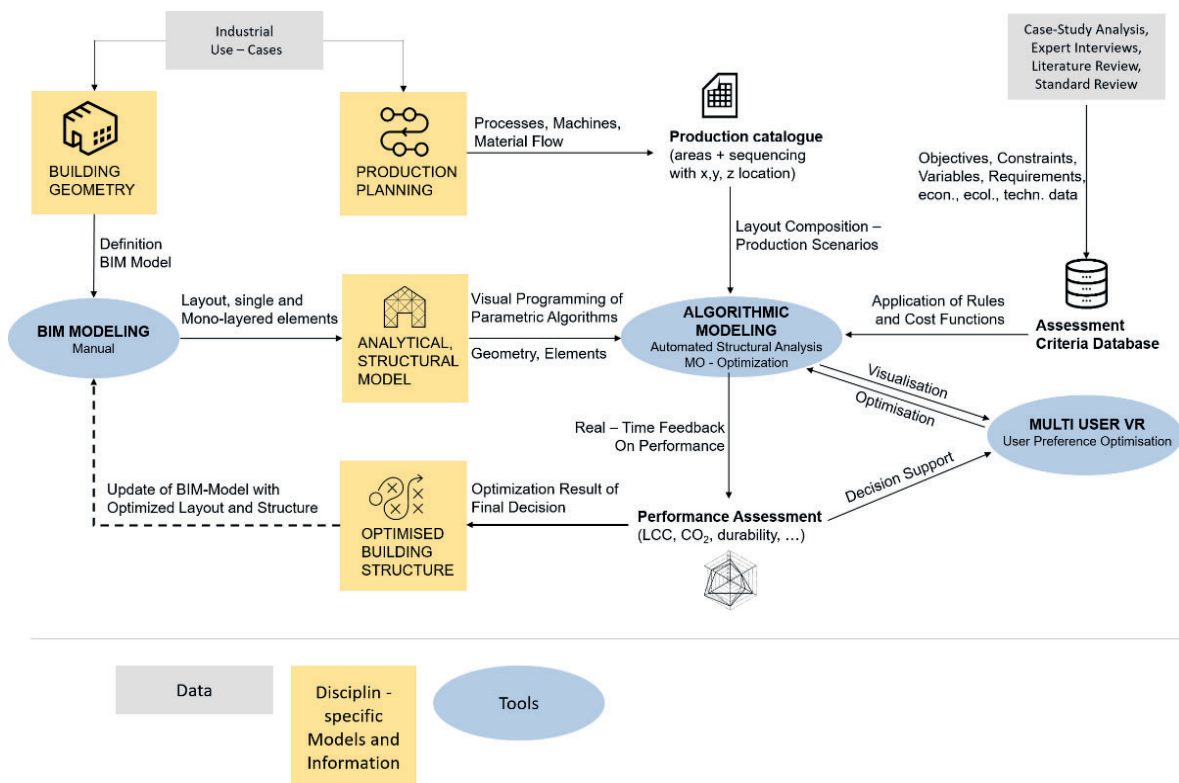 Industrial
Use – Cases
Case-Study Analysis,
Expert Interviews,
Literature Review,
Standard Review
BUILDING
GEOMETRY
PRODUCTION
PLANNING
Processes, Machines,
Material Flow
Production catalogue
(areas + sequencing
with x,y, z location)
Objectives, Constraints,
Variables, Requirements,
econ., ecol., techn. data
Definition
BIM Model
Layout Composition –
Production Scenarios
BIM MODELING
Manual
Layout, single and
Mono-layered elements
ANALYTICAL,
STRUCTURAL
MODEL
Visual Programming of
Parametric Algorithms
Geometry, Elements
ALGORITHMIC
MODELING
Automated Structural Analysis
MO - Optimization
Application of Rules
and Cost Functions
Assessment
Criteria Database
Visualisation
Optimisation
MULTI USER VR
User Preference Optimisation
Real – Time Feedback
On Performance
Decision Support
Update of BIM-Model with
Optimized Layout and Structure
OPTIMISED
BUILDING
STRUCTURE
Optimization Result of
Final Decision
Performance Assessment
(LCC, CO₂, durability, …)
Data
Disciplin -
specific
Models and
Information
Tools